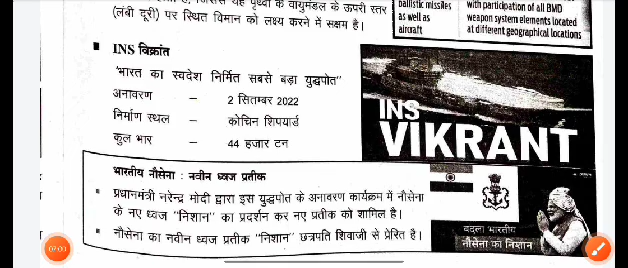 वायुमंडल के ऊपरी स्तर
(लंबी दूरी) पर स्थित विमान को लक्ष्य करने में सक्षम है।
ballistic missiles
as well as
aircraft
with participation of all BMD
weapon system elements located
at different geographical locations
INS विक्रांत
"भारत का स्वदेश निर्मित सबसे बड़ा युद्धपोत"
अनावरण – 2 सितम्बर 2022
निर्माण स्थल – कोचिन शिपयार्ड
कुल भार – 44 हजार टन
INS
VIKRANT
भारतीय नौसेना : नवीन ध्वज प्रतीक
प्रधानमंत्री नरेन्द्र मोदी द्वारा इस युद्धपोत के अनावरण कार्यक्रम में नौसेना
के नए ध्वज "निशान" का प्रदर्शन कर नए प्रतीक को शामिल है।
नौसेना का नवीन ध्वज प्रतीक "निशान" छत्रपति शिवाजी से प्रेरित है।
बदला भारतीय
नौसेना का निशान